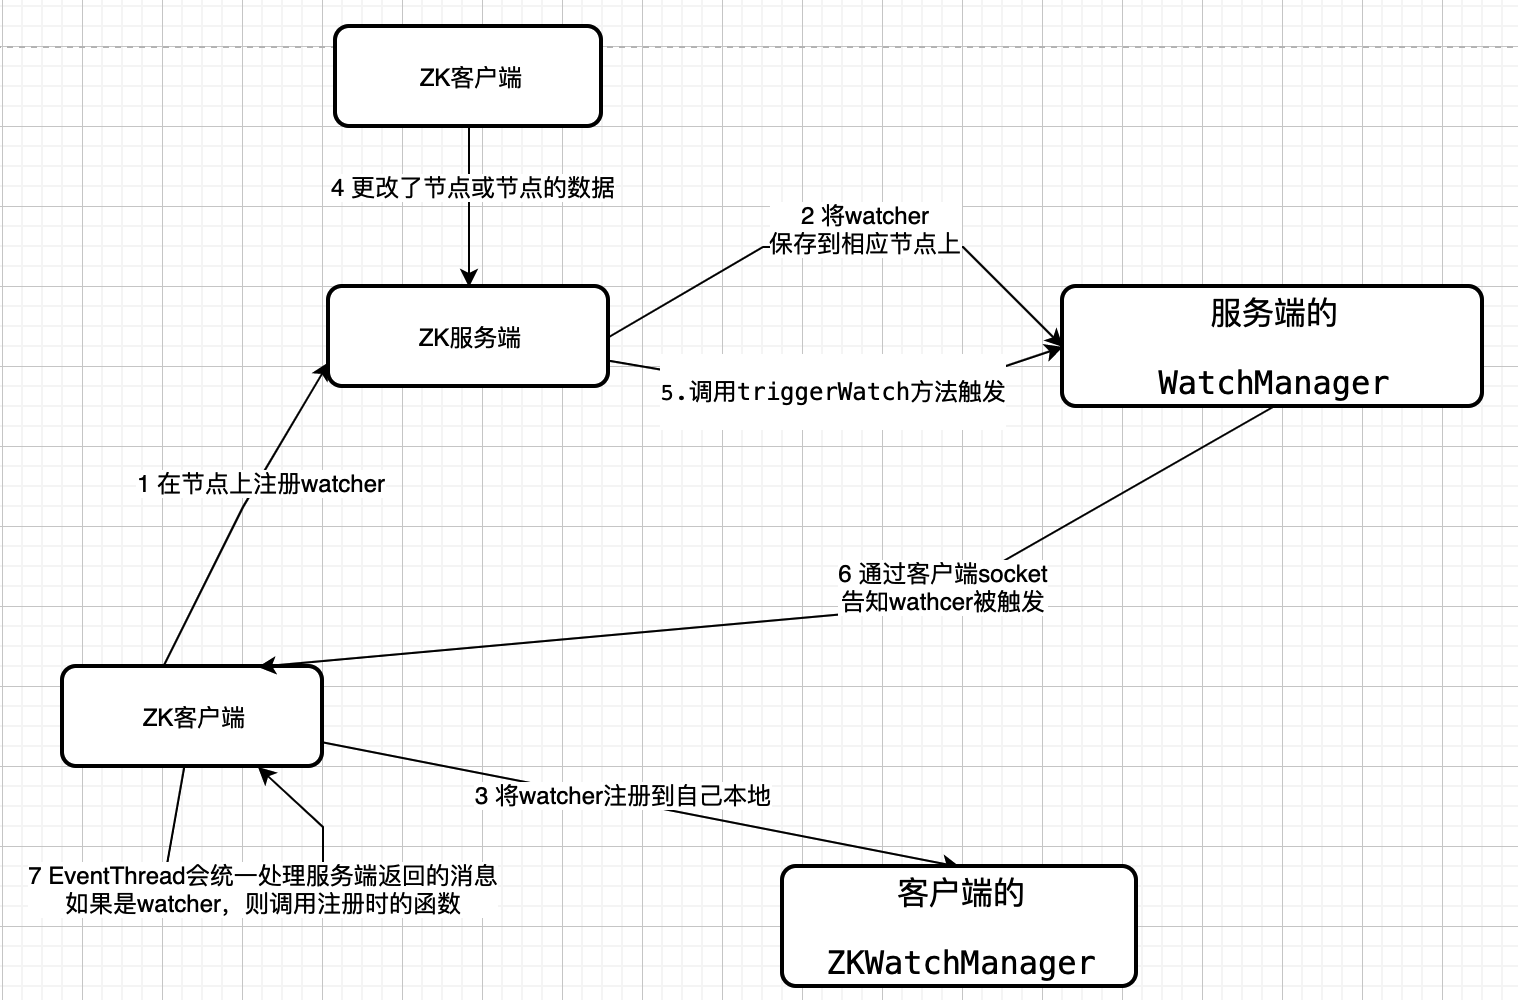 ZK客户端
4 更改了节点或节点的数据
2 将watcher
保存到相应节点上
ZK服务端
服务端的
WatchManager
5.调用triggerWatch方法触发
1 在节点上注册watcher
6 通过客户端socket
告知wathcer被触发
ZK客户端
3 将watcher注册到自己本地
7 EventThread会统一处理服务端返回的消息
如果是watcher，则调用注册时的函数
客户端的
ZKWatchManager